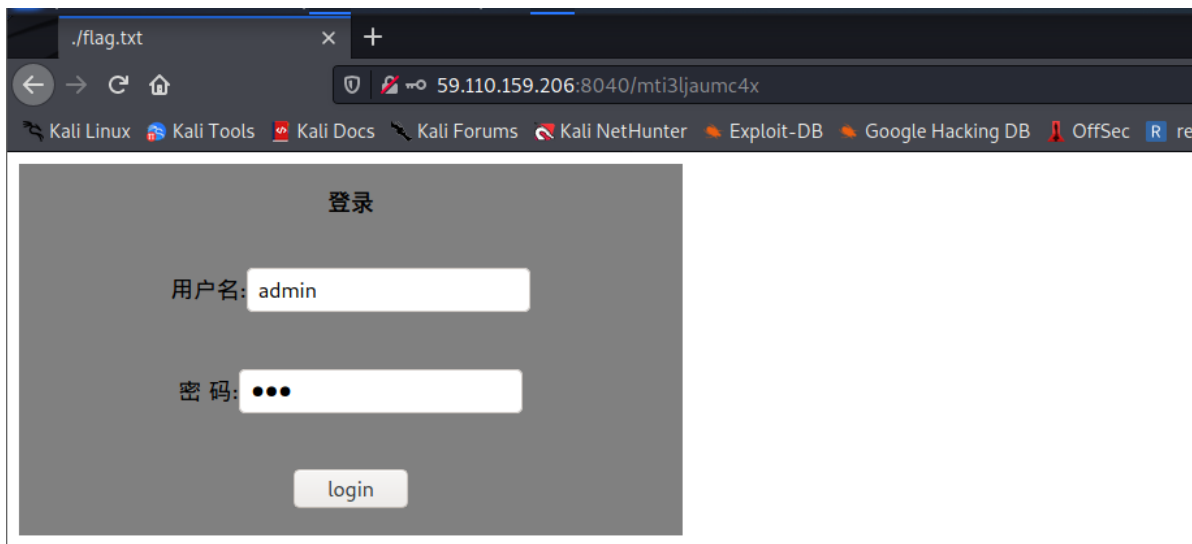 ./flag.txt
59.110.159.206:8040/mti3ljaumc4x
Kali Linux Kali Tools Kali Docs Kali Forums Kali NetHunter Exploit-DB Google Hacking DB OffSec R re
登录
用户名: admin
密 码: •••
login